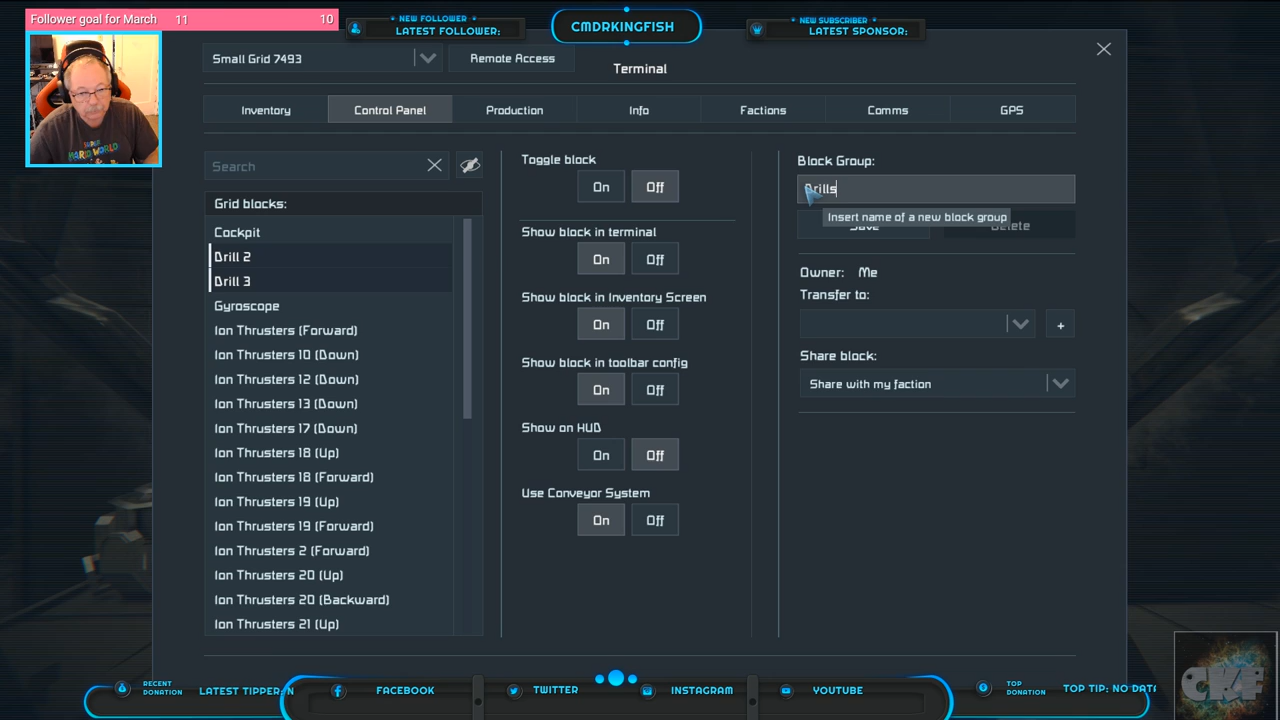 Follower goal for March 11 10
NEW FOLLOWER
LATEST FOLLOWER:
CMDRKINGFISH
NEW SUBSCRIBER
LATEST SPONSOR:
Small Grid 7493
Remote Access
Terminal
Inventory
Control Panel
Production
Info
Factions
Comms
GPS
Search
Grid blocks:
Cockpit
Drill 2
Drill 3
Gyroscope
Ion Thrusters (Forward)
Ion Thrusters 10 (Down)
Ion Thrusters 12 (Down)
Ion Thrusters 13 (Down)
Ion Thrusters 17 (Down)
Ion Thrusters 18 (Up)
Ion Thrusters 18 (Forward)
Ion Thrusters 19 (Up)
Ion Thrusters 19 (Forward)
Ion Thrusters 2 (Forward)
Ion Thrusters 20 (Up)
Ion Thrusters 20 (Backward)
Ion Thrusters 21 (Up)
Toggle block
On Off
Show block in terminal
On Off
Show block in Inventory Screen
On Off
Show block in toolbar config
On Off
Show on HUD
On Off
Use Conveyor System
On Off
Block Group:
Drills
Insert name of a new block group
Save
Delete
Owner: Me
Transfer to:
+
Share block:
Share with my faction
SUPER
MARIO WORLD
RECENT
DONATION
LATEST TIPPER: N
FACEBOOK
TWITTER
INSTAGRAM
YOUTUBE
TOP
DONATION
TOP TIP: NO DATA
CKF